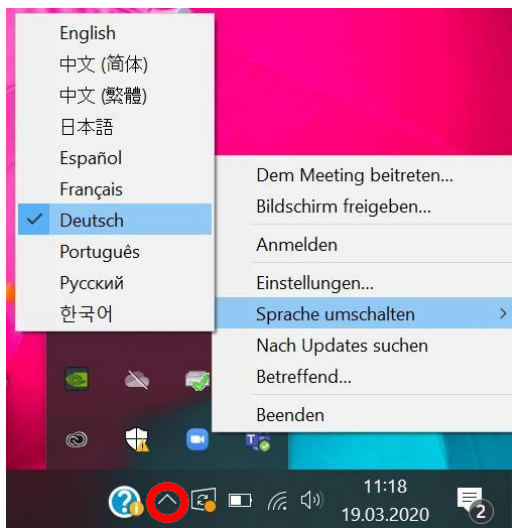 English
中文 (简体)
中文 (繁體)
日本語
Español
Français
Deutsch
Português
Русский
한국어
Dem Meeting beitreten...
Bildschirm freigeben...
Anmelden
Einstellungen...
Sprache umschalten
Nach Updates suchen
Betreffend...
Beenden
11:18
19.03.2020
2